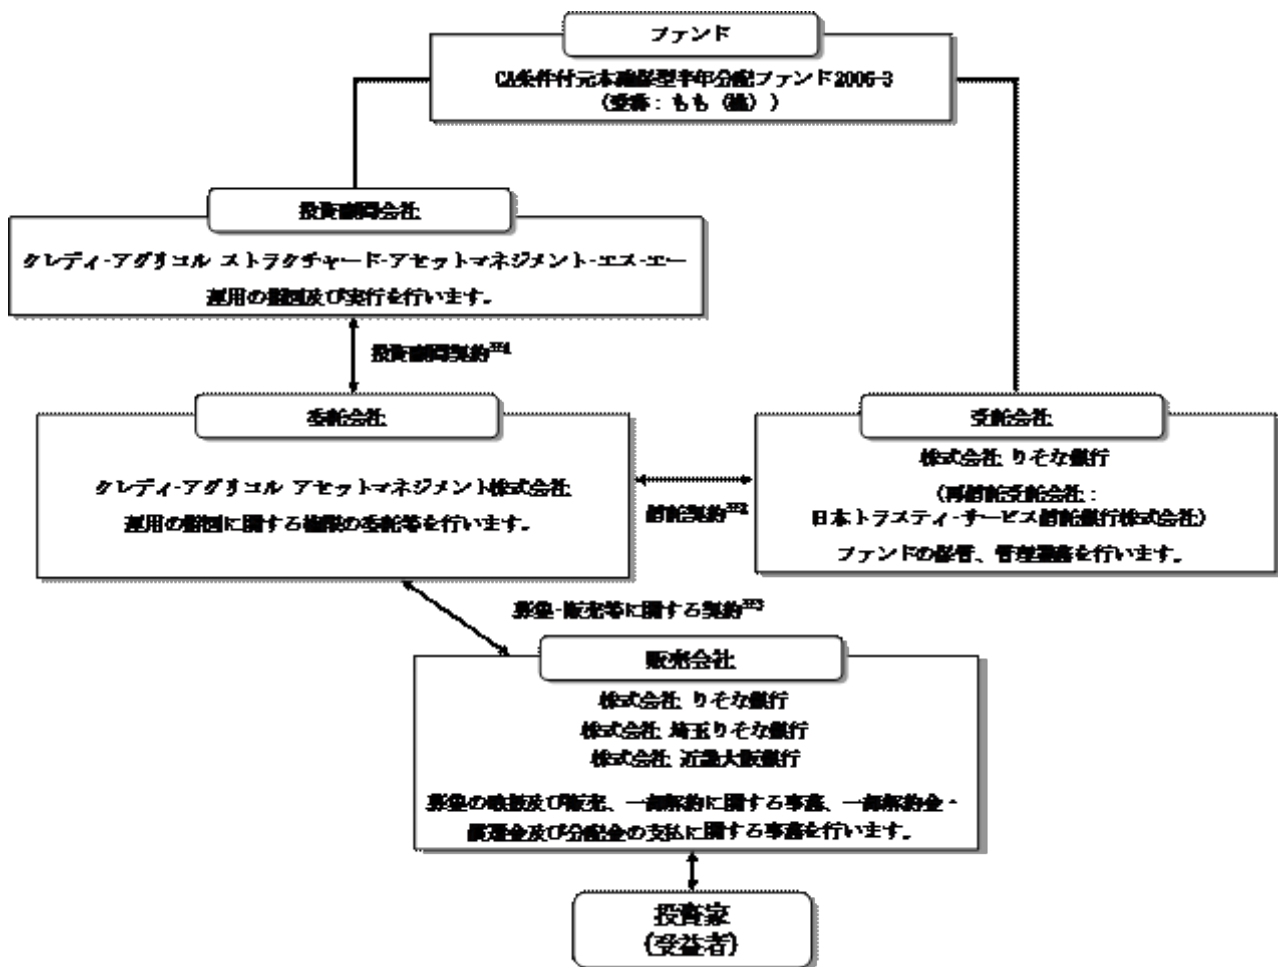 ファンド
CA条件付元本確保型半年分配ファンド2006-3
(愛称：もも（桃）)
投資顧問会社
クレディ・アグリコル ストラクチャード・アセットマネジメント・エス・エー
運用の指図及び実行を行います。
投資顧問契約※1
委託会社
クレディ・アグリコル アセットマネジメント株式会社
運用の指図に関する権限の委託等を行います。
受託会社
株式会社 りそな銀行
(再信託受託会社：
日本トラスティ・サービス信託銀行株式会社)
ファンドの保管、管理業務を行います。
信託契約※2
募集・販売等に関する契約※3
販売会社
株式会社 りそな銀行
株式会社 埼玉りそな銀行
株式会社 近畿大阪銀行
募集の取扱及び販売、一部解約に関する事務、一部解約金・
償還金及び分配金の支払に関する事務を行います。
投資家
(受益者)